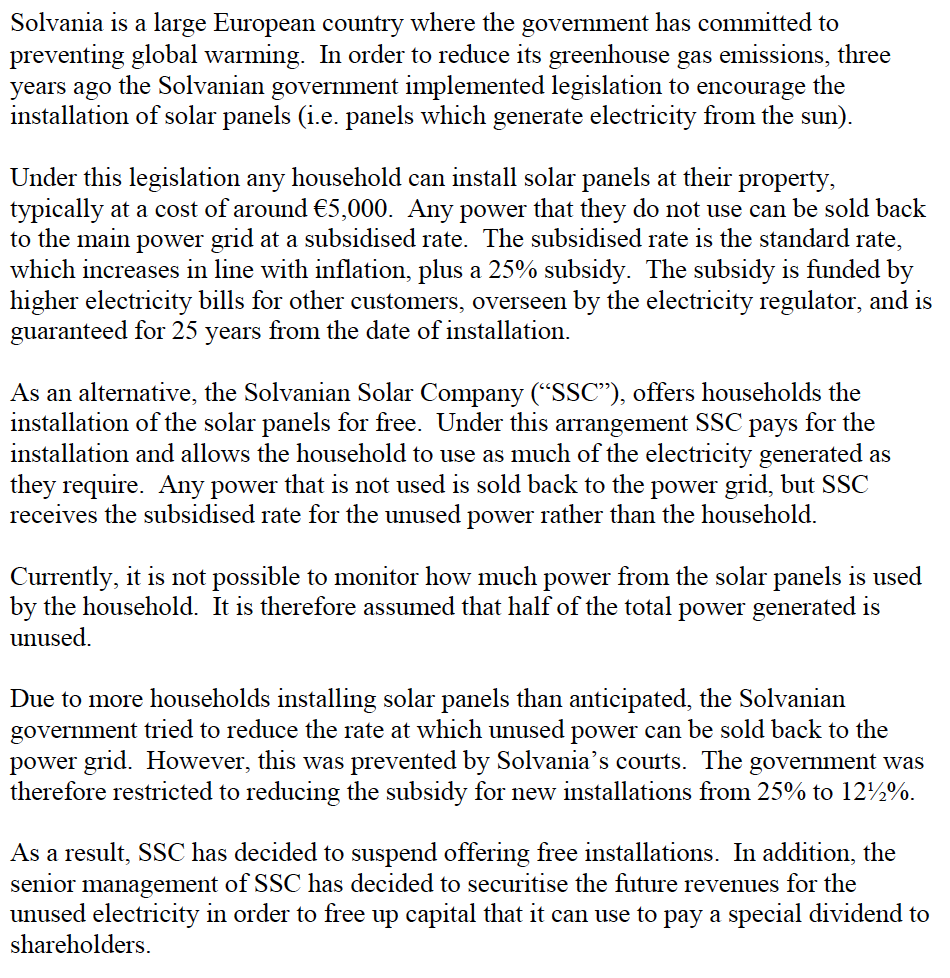 Solvania is a large European country where the government has committed to
preventing global warming.  In order to reduce its greenhouse gas emissions, three
years ago the Solvanian government implemented legislation to encourage the
installation of solar panels (i.e. panels which generate electricity from the sun).

Under this legislation any household can install solar panels at their property,
typically at a cost of around €5,000.  Any power that they do not use can be sold back
to the main power grid at a subsidised rate.  The subsidised rate is the standard rate,
which increases in line with inflation, plus a 25% subsidy.  The subsidy is funded by
higher electricity bills for other customers, overseen by the electricity regulator, and is
guaranteed for 25 years from the date of installation.

As an alternative, the Solvanian Solar Company (“SSC”), offers households the
installation of the solar panels for free.  Under this arrangement SSC pays for the
installation and allows the household to use as much of the electricity generated as
they require.  Any power that is not used is sold back to the power grid, but SSC
receives the subsidised rate for the unused power rather than the household.

Currently, it is not possible to monitor how much power from the solar panels is used
by the household.  It is therefore assumed that half of the total power generated is
unused.

Due to more households installing solar panels than anticipated, the Solvanian
government tried to reduce the rate at which unused power can be sold back to the
power grid.  However, this was prevented by Solvania’s courts.  The government was
therefore restricted to reducing the subsidy for new installations from 25% to 12½%.

As a result, SSC has decided to suspend offering free installations.  In addition, the
senior management of SSC has decided to securitise the future revenues for the
unused electricity in order to free up capital that it can use to pay a special dividend to
shareholders.